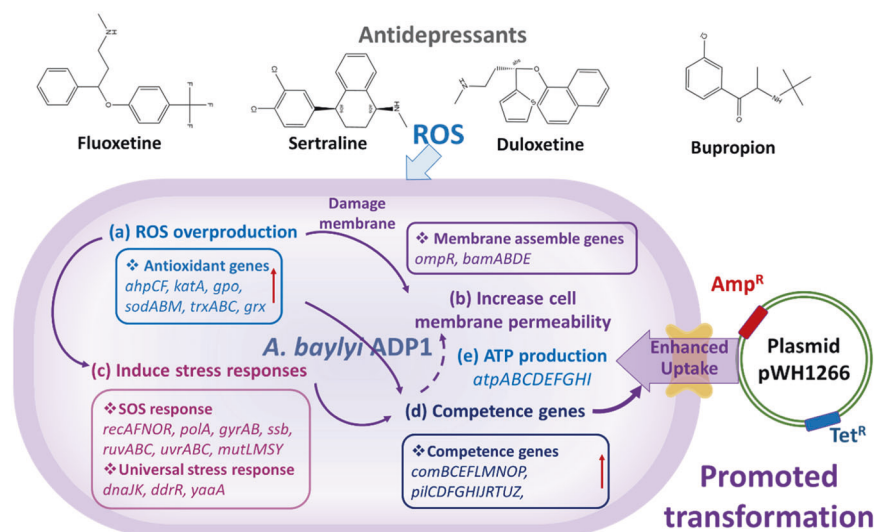 Antidepressants
Fluoxetine
Sertraline
ROS
Duloxetine
Bupropion
Damage
membrane
(a) ROS overproduction
❖ Antioxidant genes
ahpCF, katA, gpo,
sodABM, trxABC, grx
❖ Membrane assemble genes
ompR, bamABDE
(b) Increase cell
membrane permeability
A. baylyi ADP1
(c) Induce stress responses
(e) ATP production
atpABCDEFGHI
(d) Competence genes
❖SOS response
recAFNOR, polA, gyrAB, ssb,
ruvABC, uvrABC, mutLMSY
❖Universal stress response
dnaJK, ddrR, yaaA
❖Competence genes
comBCEFLMNOP,
pilCDFGHIJRTUZ,
Enhanced
Uptake
Amp^R
Plasmid
pWH1266
Tet^R
Promoted
transformation